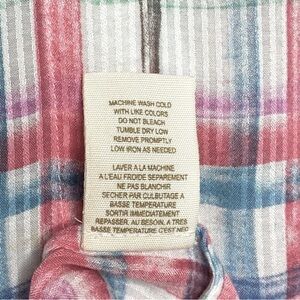 MACHINE WASH COLD
WITH LIKE COLORS
DO NOT BLEACH
TUMBLE DRY LOW
REMOVE PROMPTLY
LOW IRON AS NEEDED
LAVER A LA MACHINE
A L'EAU FROIDE SEPAREMENT
NE PAS BLANCHIR
SECHER PAR CULBUTAGE A
BASSE TEMPERATURE
SORTIR IMMEDIATEMENT
REPASSER, AU BESOIN, A TRES
BASSE TEMPERATURE C'EST NEC